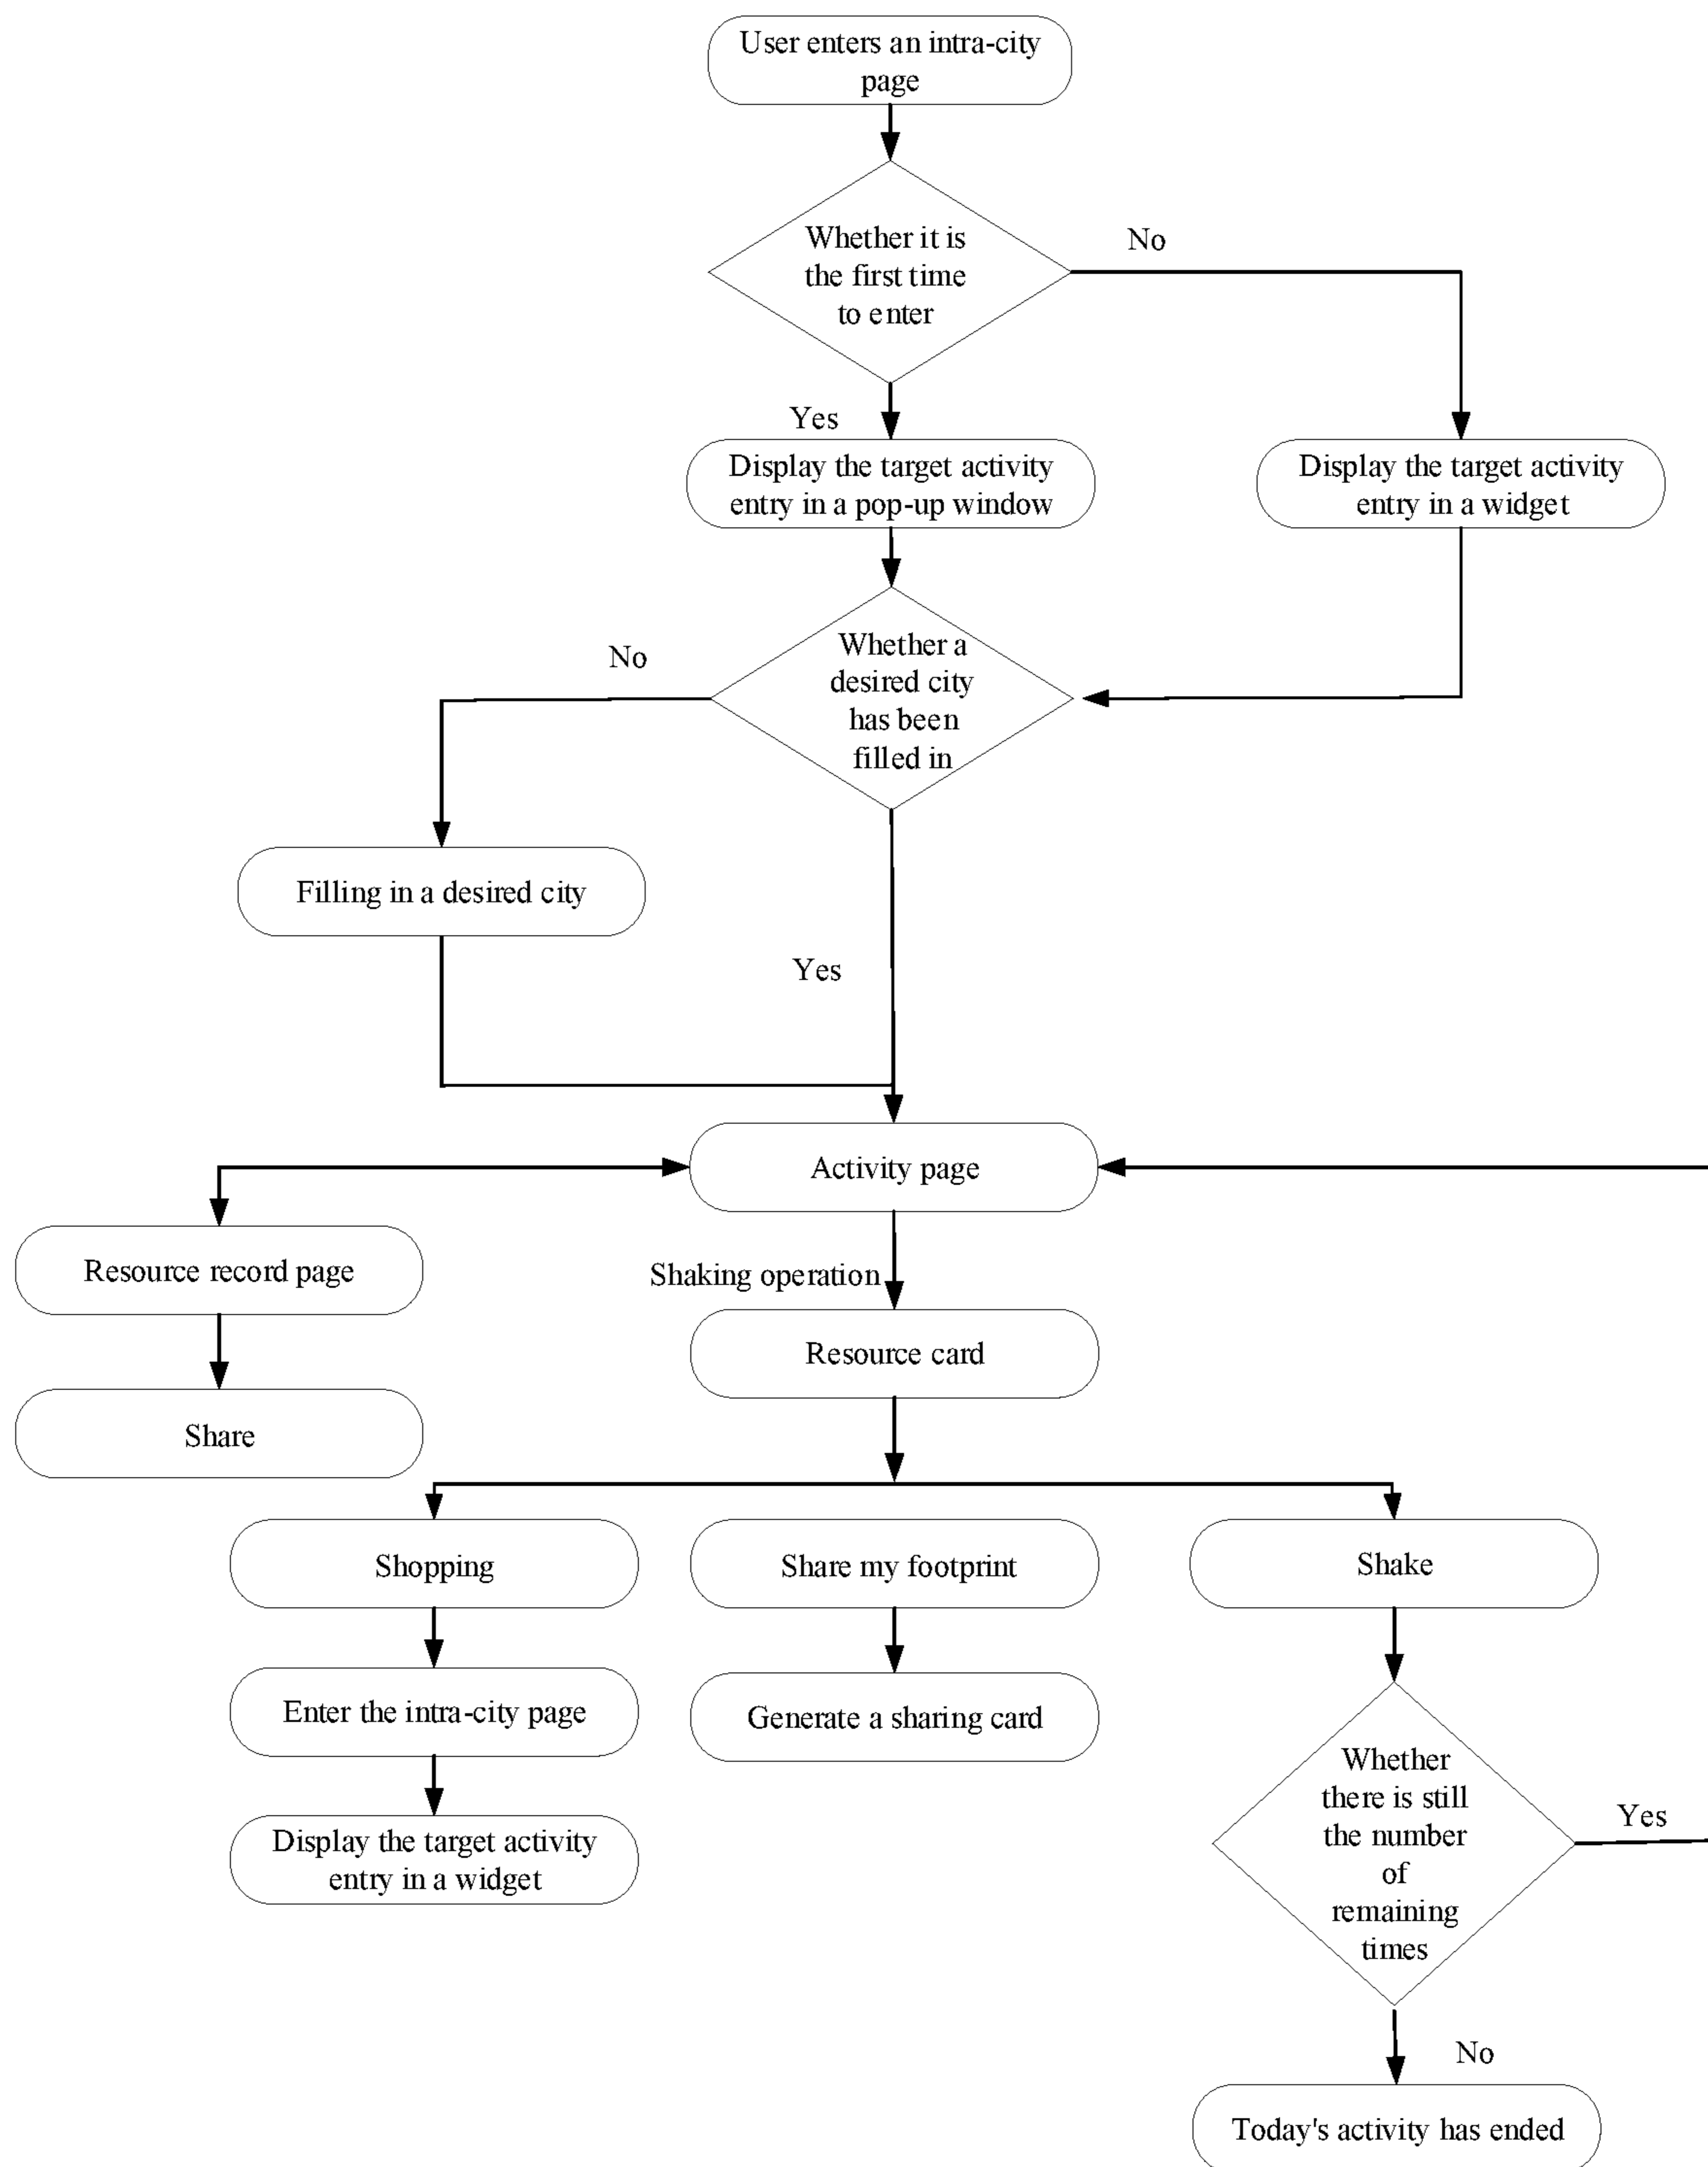 User enters an intra-city
page
Whether it is
the first time
to enter
No
Yes
Display the target activity
entry in a pop-up window
Display the target activity
entry in a widget
Whether a
desired city
has been
filled in
No
Filling in a desired city
Yes
Activity page
Resource record page
Shaking operation
Resource card
Share
Shopping
Share my footprint
Shake
Enter the intra-city page
Generate a sharing card
Whether
there is still
the number
of
remaining
times
Yes
Display the target activity
entry in a widget
No
Today's activity has ended